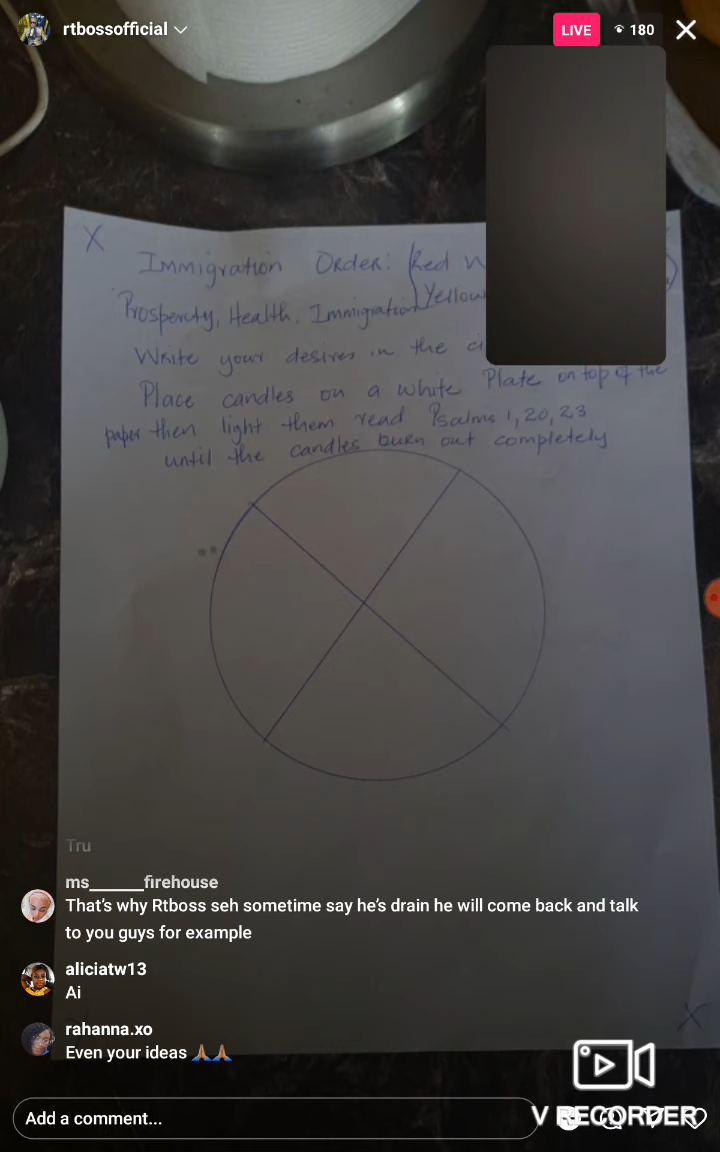 rtbossofficial
LIVE 180
X
Immigration Order: (Red
Prosperity, Health, Immigration Yellow
Write your desires in the
Place candles on a white Plate on top of the
paper then light them read Psalms 1, 20, 23
until the candles burn out completely
Tru
ms______firehouse
That's why Rtboss seh sometime say he's drain he will come back and talk
to you guys for example
aliciatw13
Ai
rahanna.xo
Even your ideas 🙏🏽🙏🏽
X
Add a comment...
V RECORDER